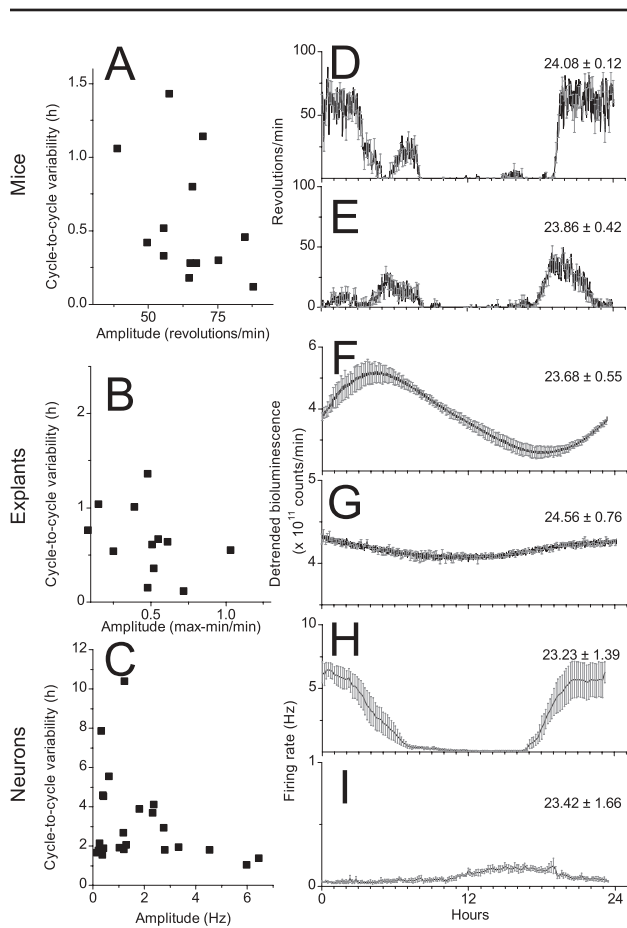 Mice
A
Cycle-to-cycle variability (h)
1.5
1.0
0.5
0.0
50
75
Amplitude (revolutions/min)
D
24.08 ± 0.12
Revolutions/min
100
50
0
E
23.86 ± 0.42
100
50
0
Explants
B
Cycle-to-cycle variability (h)
2
1
0
0.5
1.0
Amplitude (max-min/min)
F
23.68 ± 0.55
6
4
Detrended bioluminescence
(x 10¹¹ counts/min)
G
24.56 ± 0.76
5
4
Neurons
C
Cycle-to-cycle variability (h)
12
10
8
6
4
2
0
0
2
4
6
Amplitude (Hz)
H
23.23 ± 1.39
10
5
Firing rate (Hz)
I
23.42 ± 1.66
1
0
0
12
24
Hours